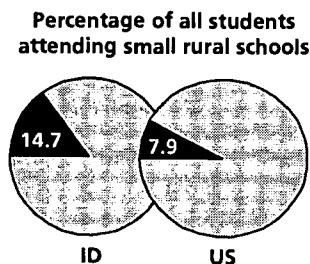 Percentage of all students
attending small rural schools
14.7
7.9
ID
US